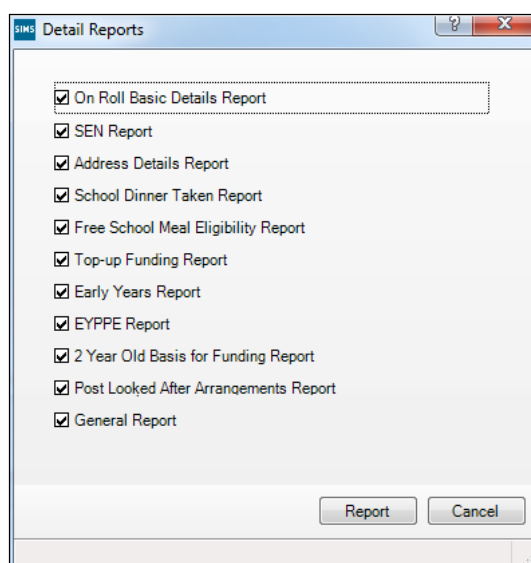 SIMS Detail Reports
?
X
On Roll Basic Details Report
SEN Report
Address Details Report
School Dinner Taken Report
Free School Meal Eligibility Report
Top-up Funding Report
Early Years Report
EYPPE Report
2 Year Old Basis for Funding Report
Post Looked After Arrangements Report
General Report
Report Cancel